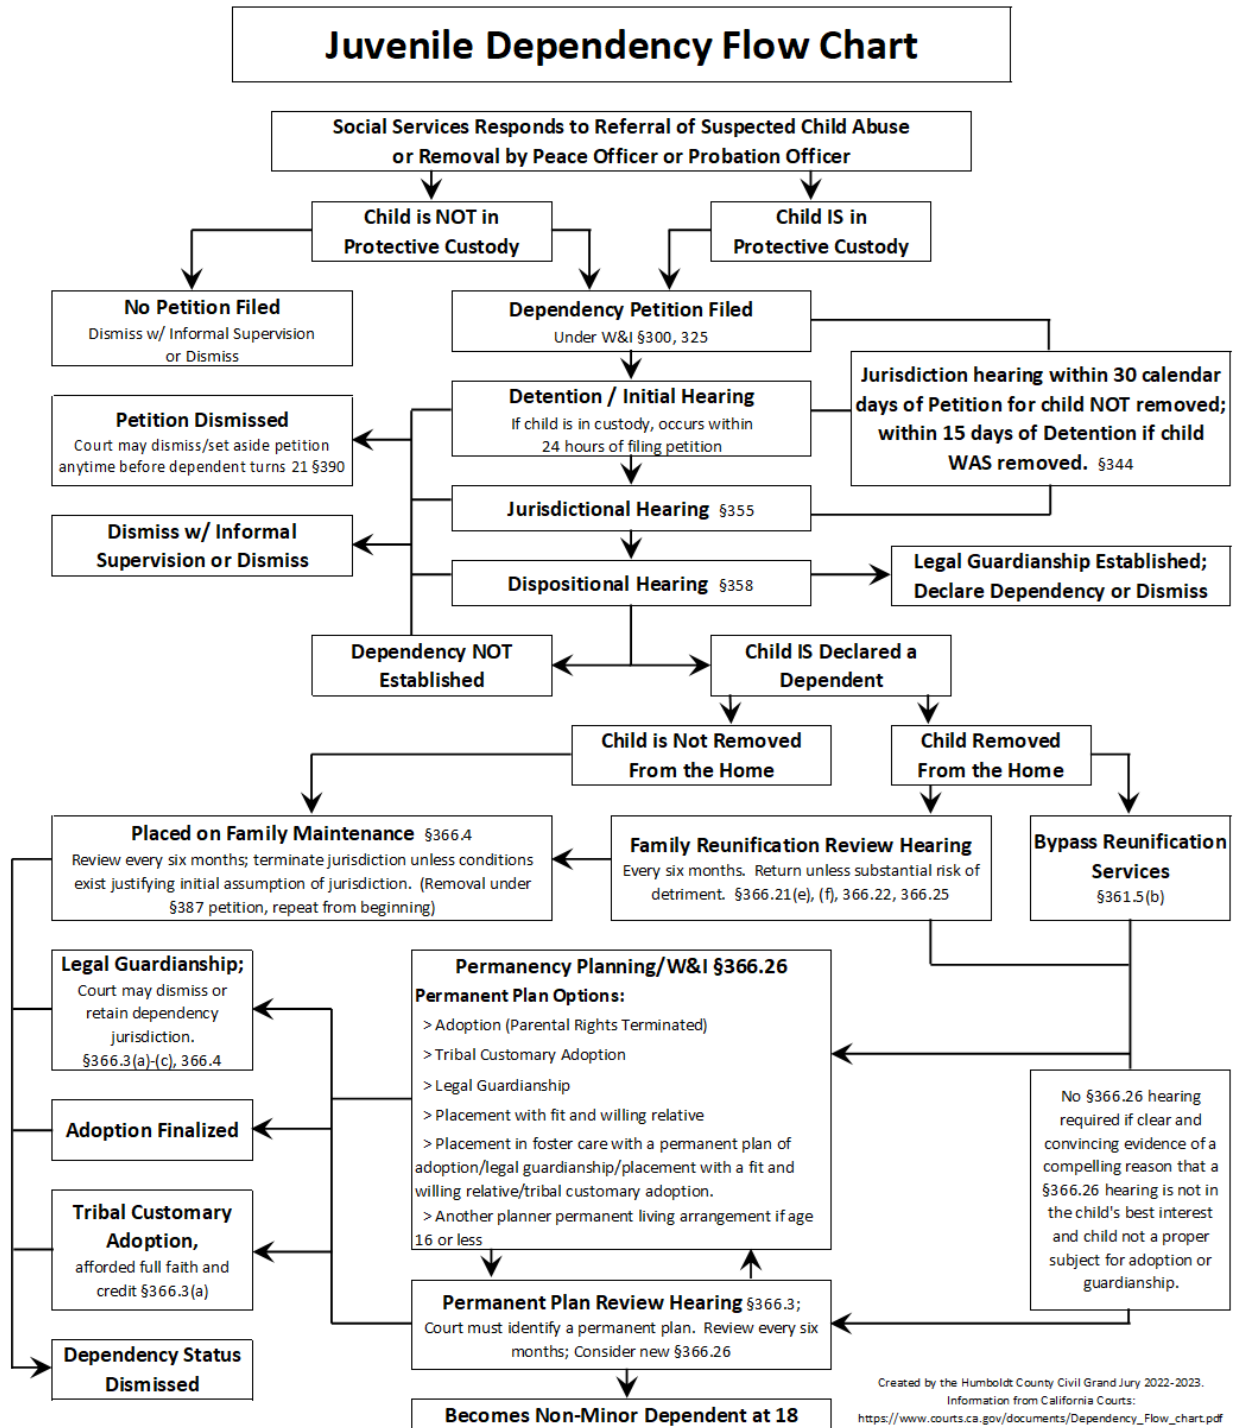 Juvenile Dependency Flow Chart
Social Services Responds to Referral of Suspected Child Abuse
or Removal by Peace Officer or Probation Officer
Child is NOT in
Protective Custody
Child IS in
Protective Custody
No Petition Filed
Dismiss w/ Informal Supervision
or Dismiss
Dependency Petition Filed
Under W&I §300, 325
Jurisdiction hearing within 30 calendar
days of Petition for child NOT removed;
within 15 days of Detention if child
WAS removed. §344
Petition Dismissed
Court may dismiss/set aside petition
anytime before dependent turns 21 §390
Detention / Initial Hearing
If child is in custody, occurs within
24 hours of filing petition
Jurisdictional Hearing §355
Dismiss w/ Informal
Supervision or Dismiss
Dispositional Hearing §358
Legal Guardianship Established;
Declare Dependency or Dismiss
Dependency NOT
Established
Child IS Declared a
Dependent
Child is Not Removed
From the Home
Child Removed
From the Home
Placed on Family Maintenance §366.4
Review every six months; terminate jurisdiction unless conditions
exist justifying initial assumption of jurisdiction. (Removal under
§387 petition, repeat from beginning)
Family Reunification Review Hearing
Every six months. Return unless substantial risk of
detriment. §366.21(e), (f), 366.22, 366.25
Bypass Reunification
Services
§361.5(b)
Legal Guardianship;
Court may dismiss or
retain dependency
jurisdiction.
§366.3(a)-(c), 366.4
Permanency Planning/W&I §366.26
Permanent Plan Options:
> Adoption (Parental Rights Terminated)
> Tribal Customary Adoption
> Legal Guardianship
> Placement with fit and willing relative
> Placement in foster care with a permanent plan of
adoption/legal guardianship/placement with a fit and
willing relative/tribal customary adoption.
> Another planner permanent living arrangement if age
16 or less
No §366.26 hearing
required if clear and
convincing evidence of a
compelling reason that a
§366.26 hearing is not in
the child's best interest
and child not a proper
subject for adoption or
guardianship.
Adoption Finalized
Tribal Customary
Adoption,
afforded full faith and
credit §366.3(a)
Permanent Plan Review Hearing §366.3;
Court must identify a permanent plan. Review every six
months; Consider new §366.26
Dependency Status
Dismissed
Becomes Non-Minor Dependent at 18
Created by the Humboldt County Civil Grand Jury 2022-2023.
Information from California Courts:
https://www.courts.ca.gov/documents/Dependency_Flow_chart.pdf